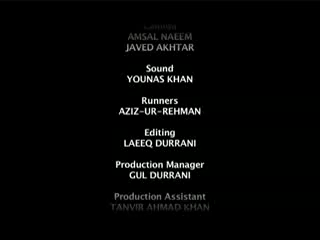 AMSAL NAEEM
JAVED AKHTAR
Sound
YOUNAS KHAN
Runners
AZIZ-UR-REHMAN
Editing
LAEEQ DURRANI
Production Manager
GUL DURRANI
Production Assistant
TANVIR AHMAD KHAN